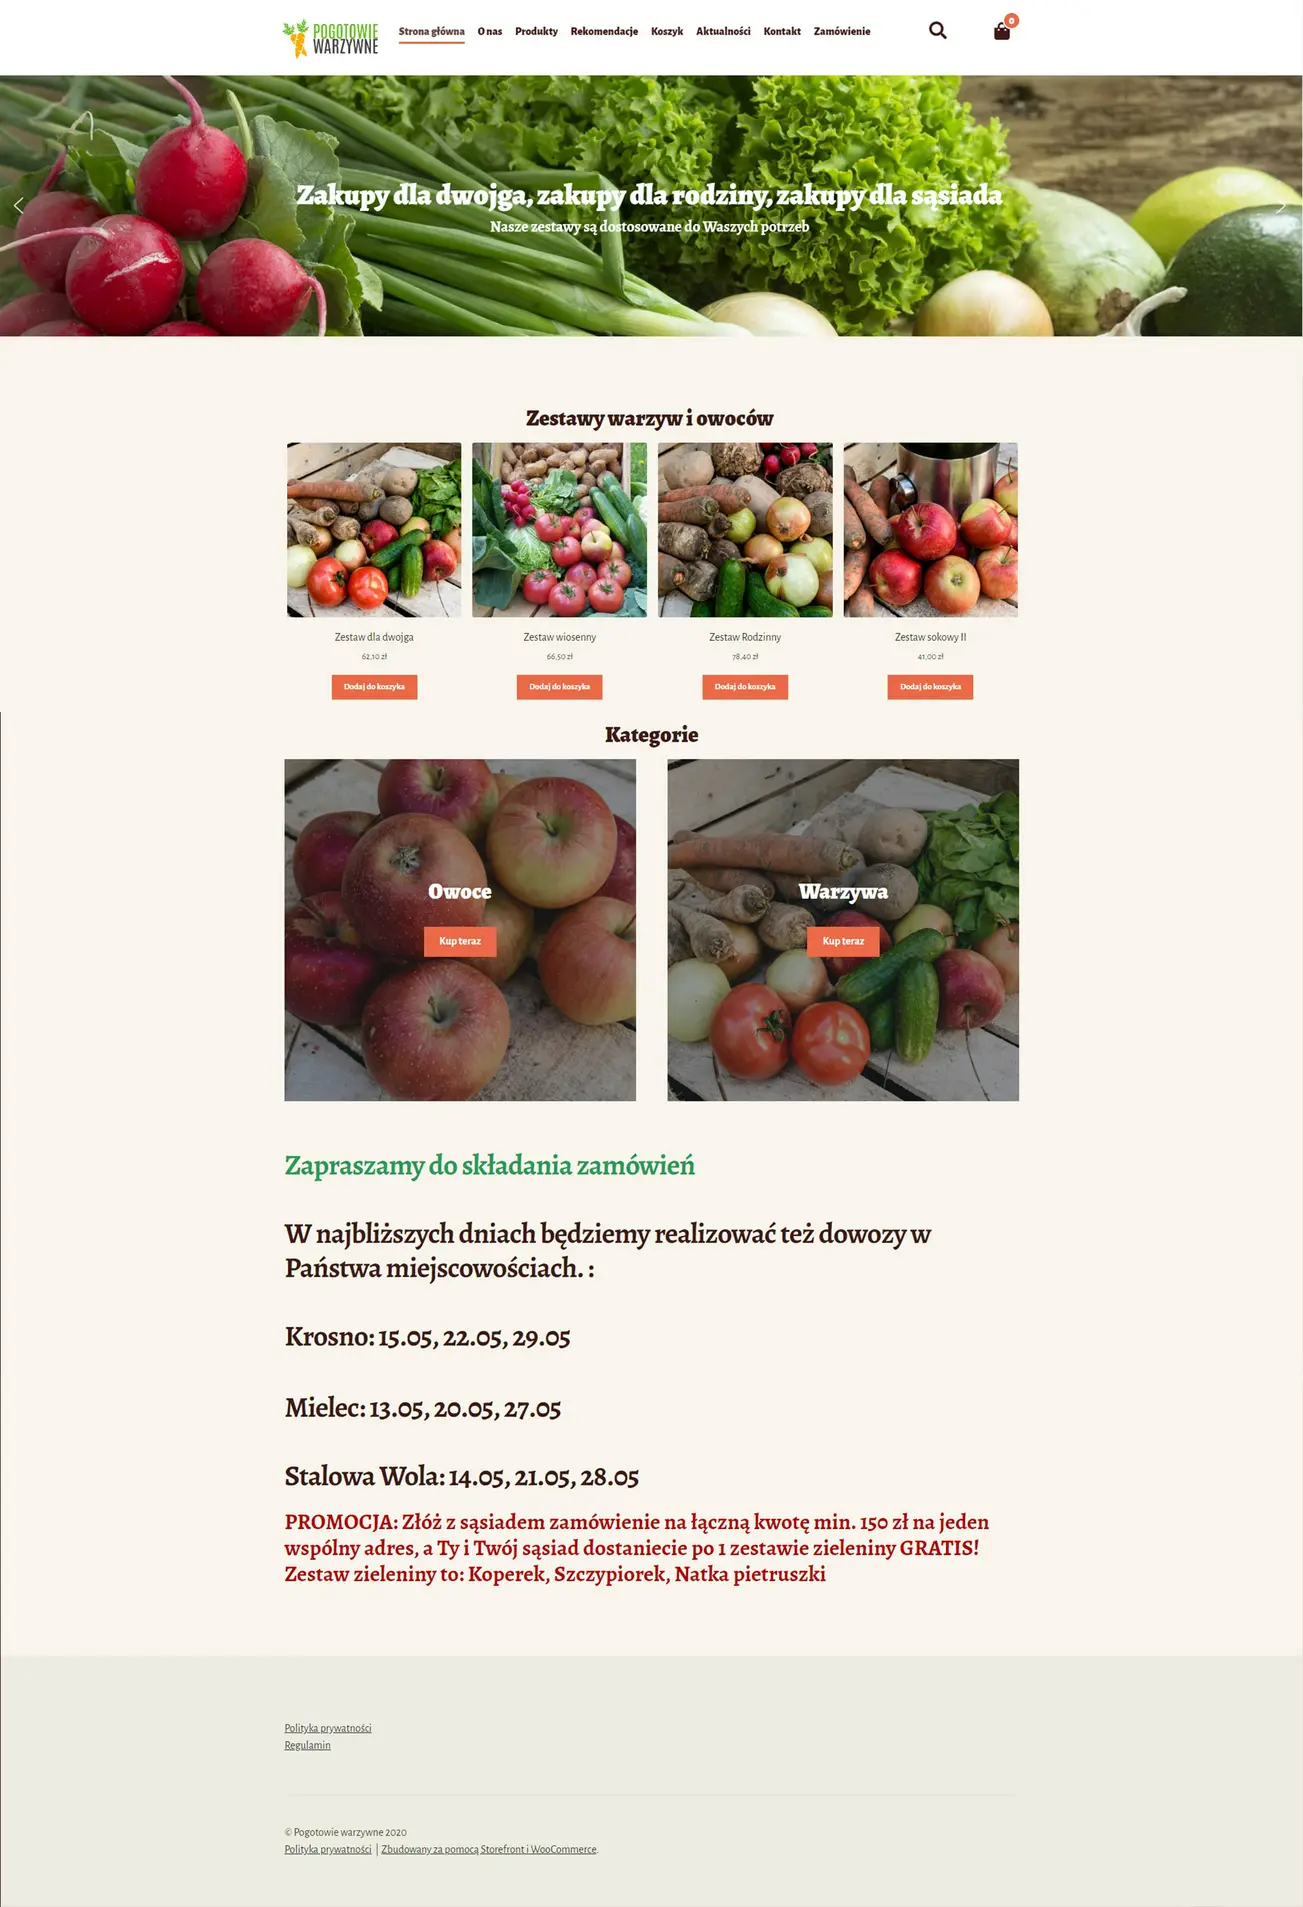 POGOTOWIE
WARZYWNE
Strona główna O nas Produkty Rekomendacje Koszyk Aktualności Kontakt Zamówienie
0
Zakupy dla dwojga, zakupy dla rodziny, zakupy dla sąsiada
Nasze zestawy są dostosowane do Waszych potrzeb
Zestawy warzyw i owoców
Zestaw dla dwojga
62,10 zł
Dodaj do koszyka
Zestaw wiosenny
66,50 zł
Dodaj do koszyka
Zestaw Rodzinny
78,40 zł
Dodaj do koszyka
Zestaw sokowy II
41,00 zł
Dodaj do koszyka
Kategorie
Owoce
Kup teraz
Warzywa
Kup teraz
Zapraszamy do składania zamówień
W najbliższych dniach będziemy realizować też dowozy w
Państwa miejscowościach. :
Krosno: 15.05, 22.05, 29.05
Mielec: 13.05, 20.05, 27.05
Stalowa Wola: 14.05, 21.05, 28.05
PROMOCJA: Złóż z sąsiadem zamówienie na łączną kwotę min. 150 zł na jeden
wspólny adres, a Ty i Twój sąsiad dostaniecie po 1 zestawie zieleniny GRATIS!
Zestaw zieleniny to: Koperek, Szczypiorek, Natka pietruszki
Polityka prywatności
Regulamin
© Pogotowie warzywne 2020
Polityka prywatności | Zbudowany za pomocą Storefront i WooCommerce.